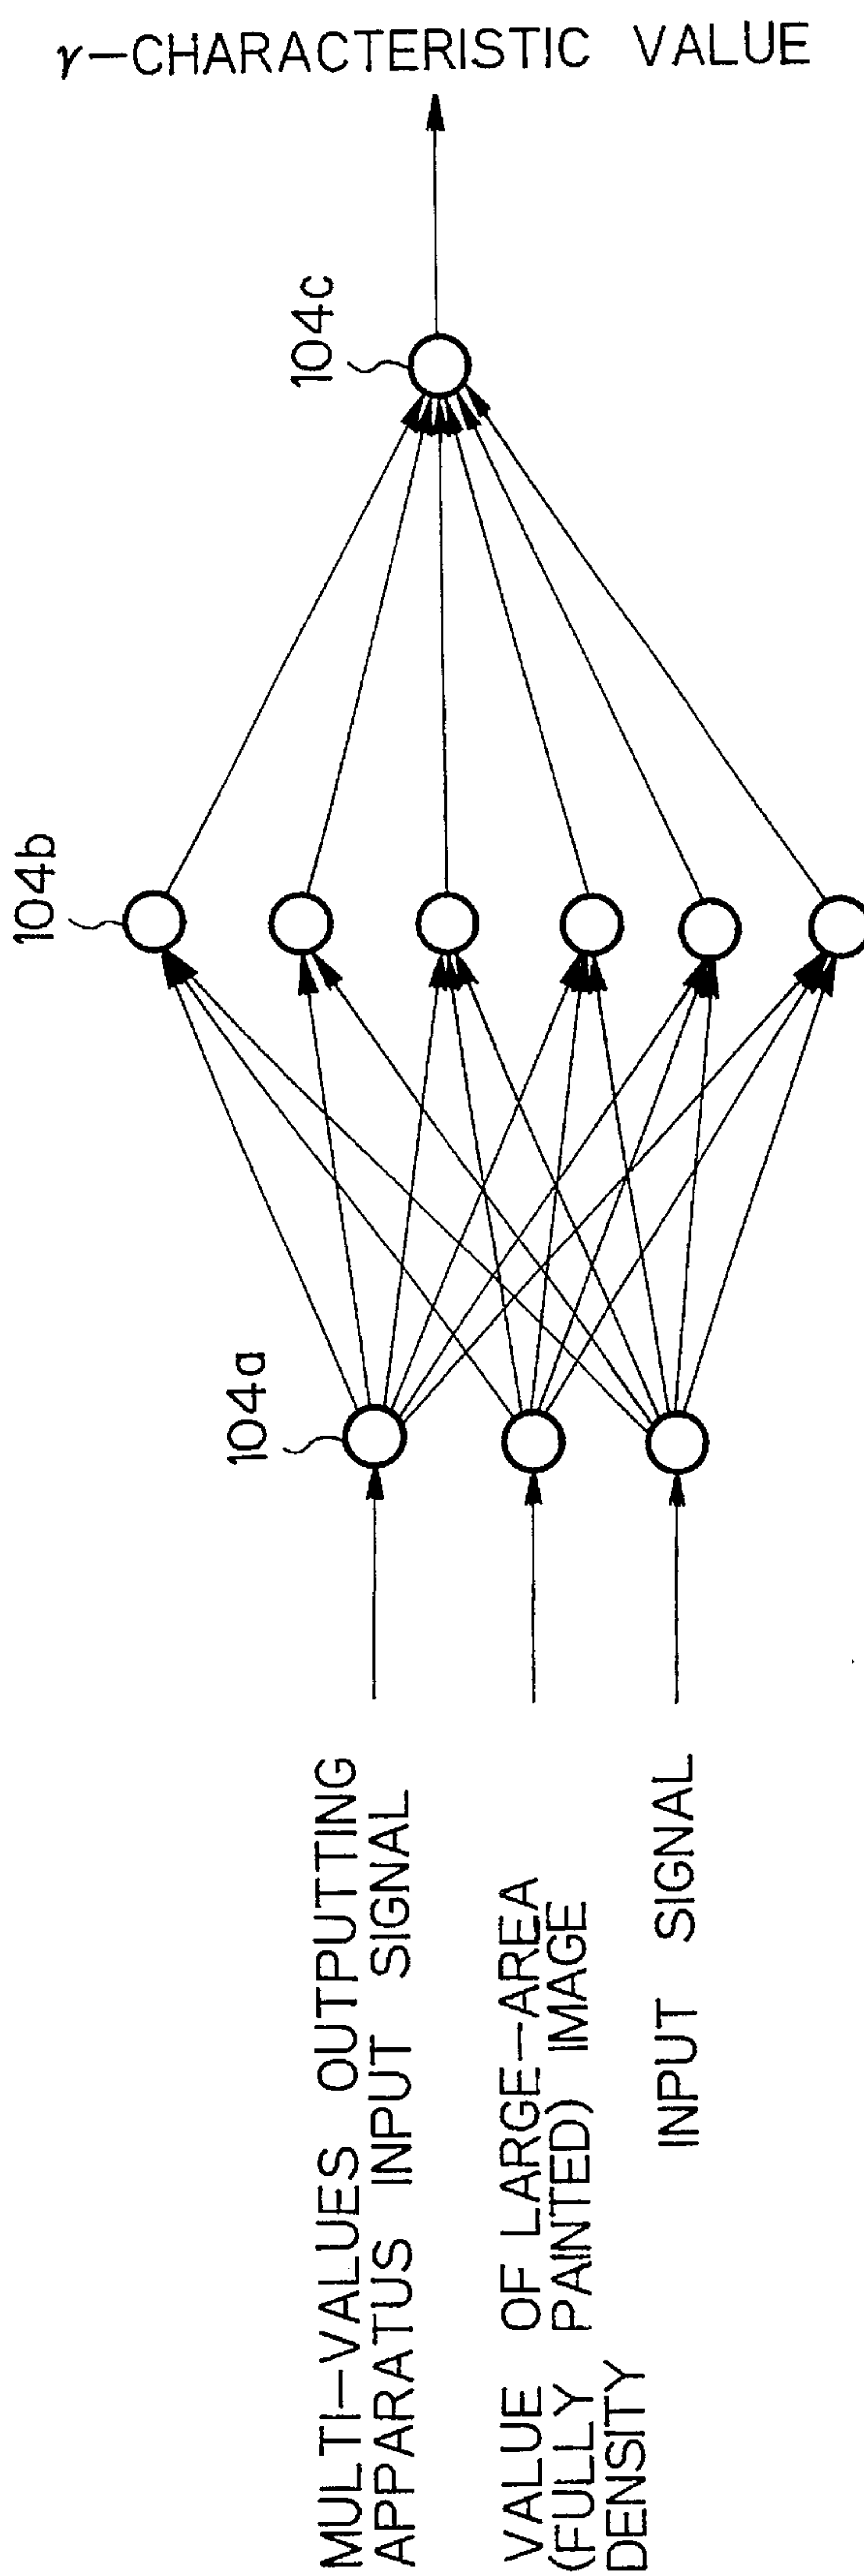 MULTI-VALUES OUTPUTTING
APPARATUS INPUT SIGNAL
VALUE OF LARGE-AREA
(FULLY PAINTED) IMAGE
DENSITY
INPUT SIGNAL
104a
104b
104c
γ-CHARACTERISTIC VALUE